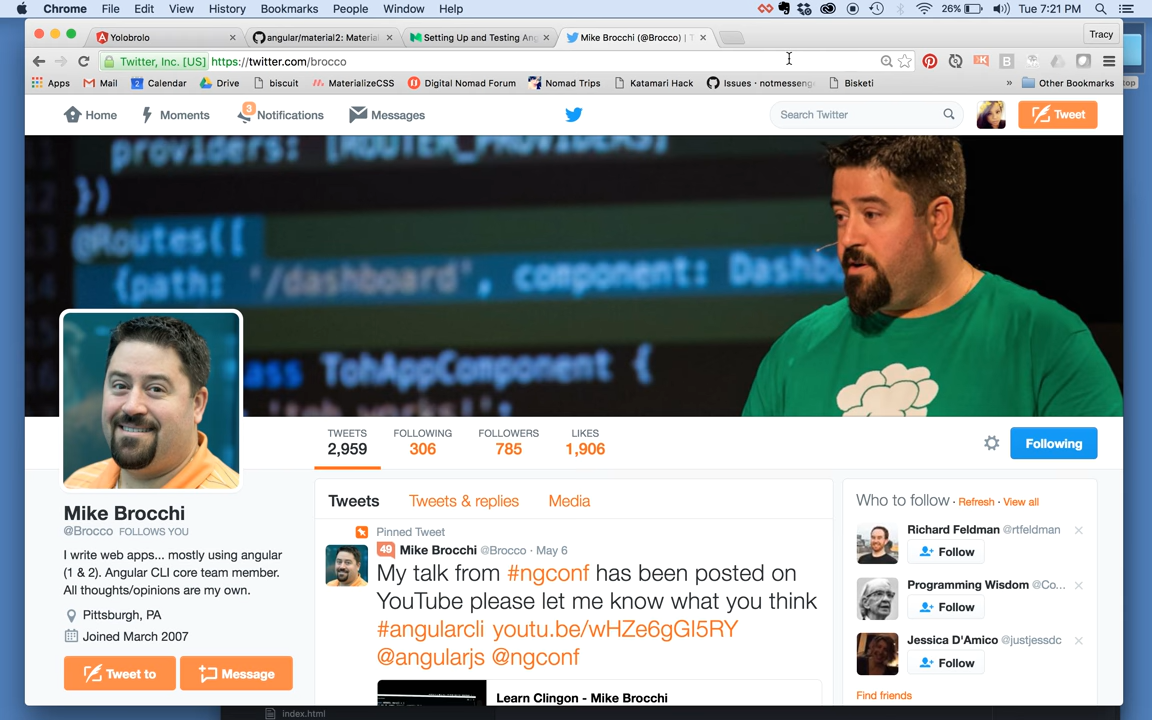 Chrome File Edit View History Bookmarks People Window Help
26% Tue 7:21 PM
Yolobrolo
angular/material2: Material
Setting Up and Testing Ang
Mike Brocchi (@Brocco) | T
Tracy
Twitter, Inc. [US] https://twitter.com/brocco
Apps Mail Calendar Drive biscuit MaterializeCSS Digital Nomad Forum Nomad Trips Katamari Hack Issues · notmesseng Bisketi » Other Bookmarks
top
Home Moments 3 Notifications Messages Search Twitter Tweet
providers: [ROUTER_PROVIDERS]
})
@Routes([
{path: '/dashboard', component: Dashbo
ass TohAppComponent {
TWEETS FOLLOWING FOLLOWERS LIKES
2,959 306 785 1,906
Following
Mike Brocchi
@Brocco FOLLOWS YOU
I write web apps... mostly using angular
(1 & 2). Angular CLI core team member.
All thoughts/opinions are my own.
Pittsburgh, PA
Joined March 2007
Tweet to Message
Tweets Tweets & replies Media
Pinned Tweet
49 Mike Brocchi @Brocco · May 6
My talk from #ngconf has been posted on
YouTube please let me know what you think
#angularcli youtu.be/wHZe6gGI5RY
@angularjs @ngconf
Learn Clingon - Mike Brocchi
Who to follow · Refresh · View all
Richard Feldman @rtfeldman
Follow
Programming Wisdom @Co...
Follow
Jessica D'Amico @justjessdc
Follow
Find friends
index.html